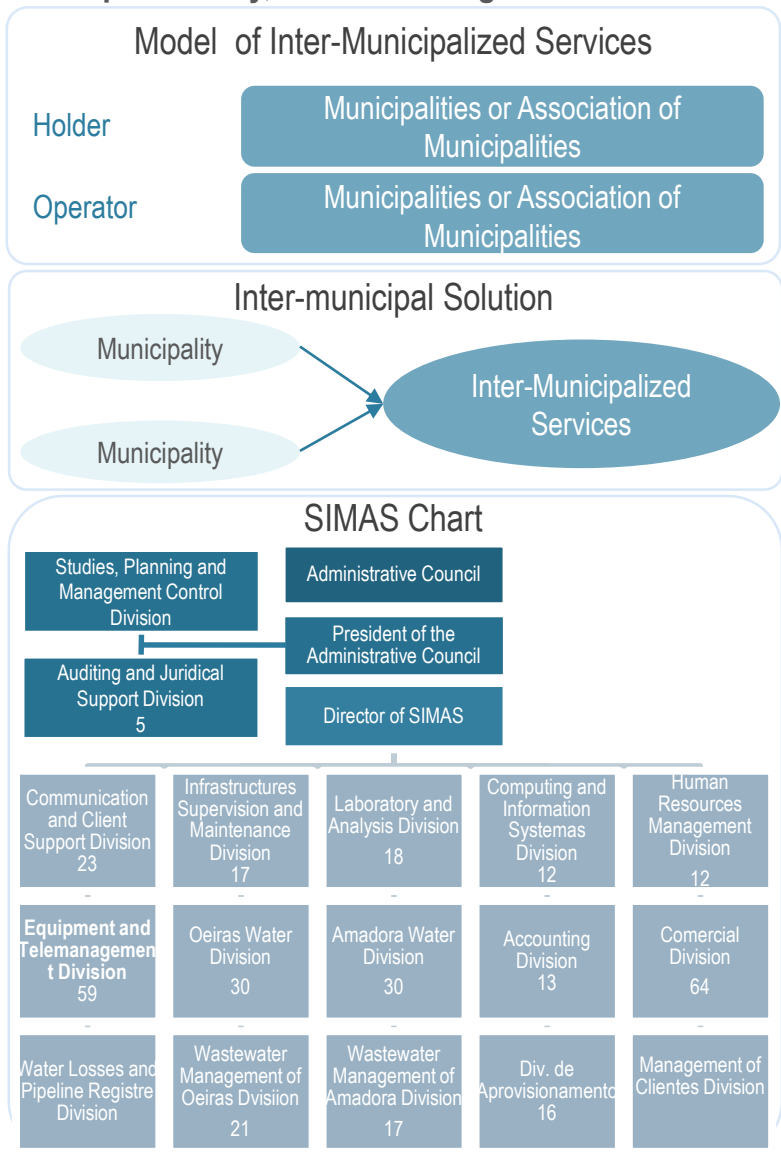 Model of Inter-Municipalized Services
Holder
Municipalities or Association of
Municipalities
Operator
Municipalities or Association of
Municipalities
Inter-municipal Solution
Municipality
Municipality
Inter-Municipalized
Services
SIMAS Chart
Studies, Planning and
Management Control
Division
Administrative Council
President of the
Administrative Council
Auditing and Juridical
Support Division
5
Director of SIMAS
Communication
and Client
Support Division
23
Infrastructures
Supervision and
Maintenance
Division
17
Laboratory and
Analysis Division
18
Computing and
Information
Systemas
Division
12
Human
Resources
Management
Division
12
Equipment and
Telemanagemen
t Division
59
Oeiras Water
Division
30
Amadora Water
Division
30
Accounting
Division
13
Comercial
Division
64
Water Losses and
Pipeline Registre
Division
Wastewater
Management of
Oeiras Dvisiion
21
Wastewater
Management of
Amadora Division
17
Div. de
Aprovisionamento
16
Management of
Clientes Division